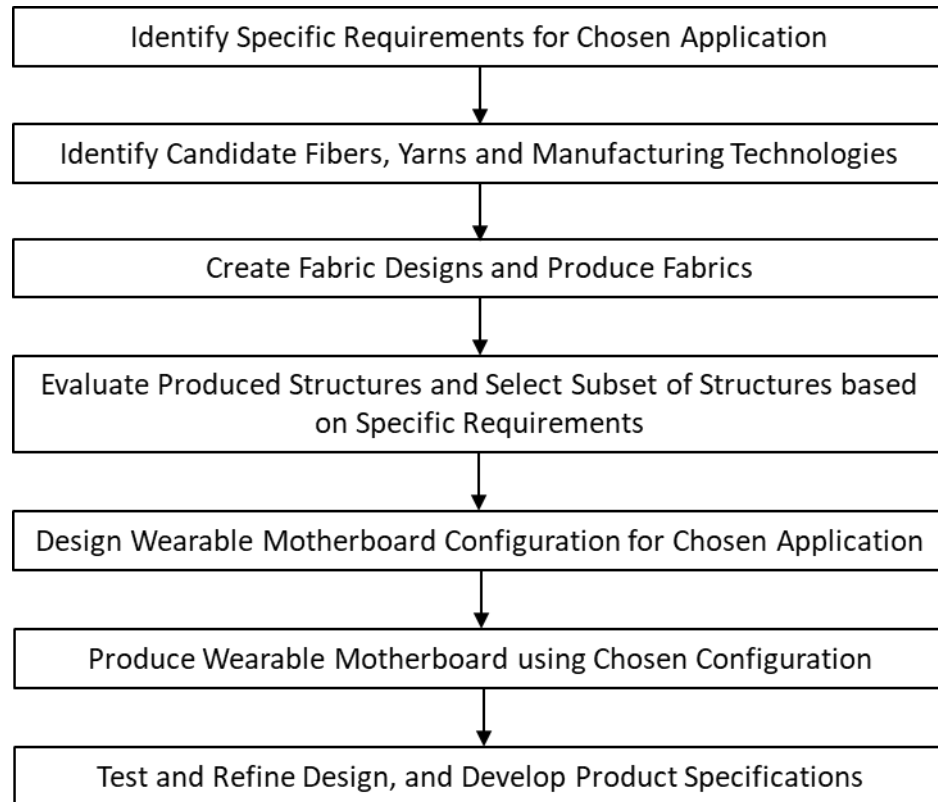 Identify Specific Requirements for Chosen Application
Identify Candidate Fibers, Yarns and Manufacturing Technologies
Create Fabric Designs and Produce Fabrics
Evaluate Produced Structures and Select Subset of Structures based
on Specific Requirements
Design Wearable Motherboard Configuration for Chosen Application
Produce Wearable Motherboard using Chosen Configuration
Test and Refine Design, and Develop Product Specifications